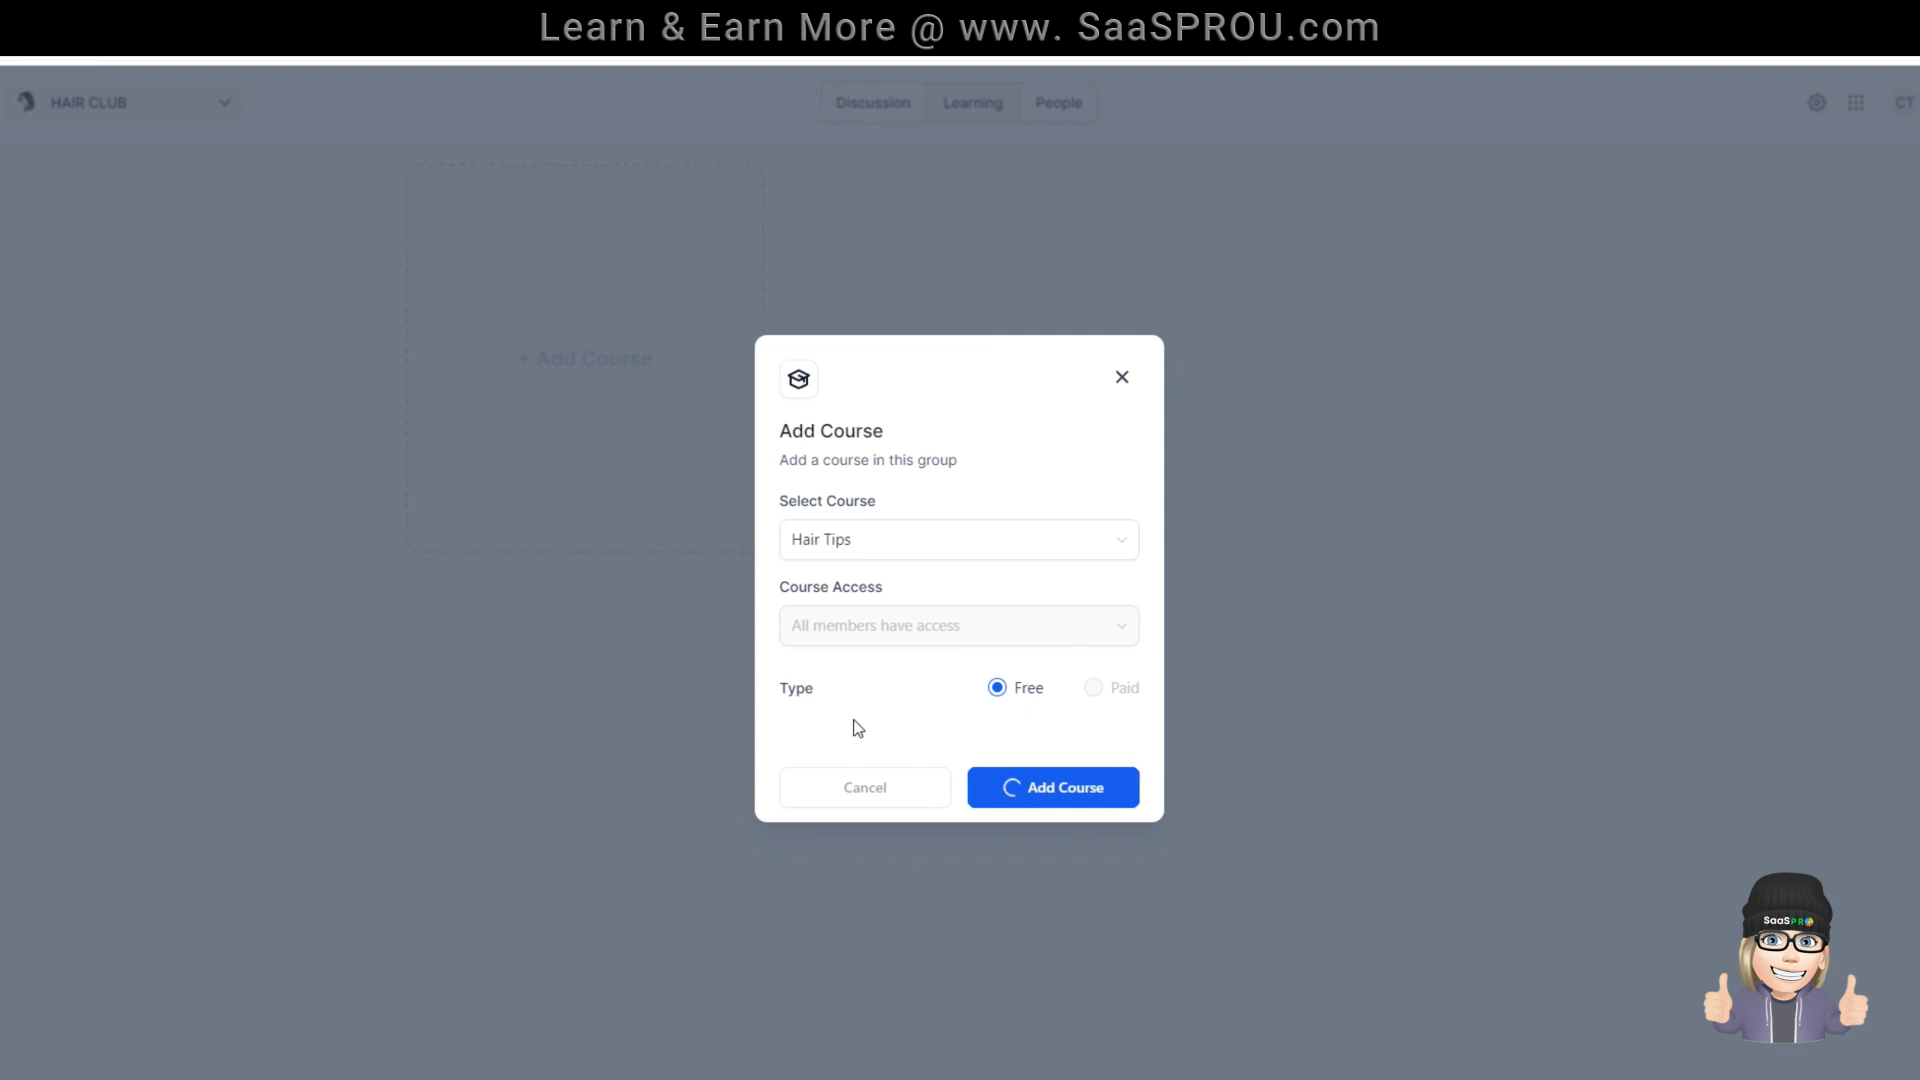 Learn & Earn More @ www. SaaSPROU.com
HAIR CLUB
Discussion
Learning
People
CT
+ Add Course
Add Course
Add a course in this group
Select Course
Hair Tips
Course Access
All members have access
Type
Free
Paid
Cancel
Add Course
SaaSPRO